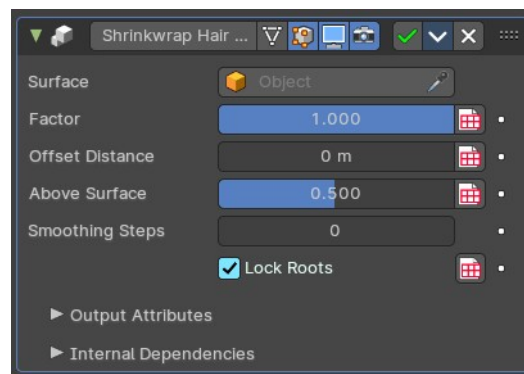 Shrinkwrap Hair ...
Surface Object
Factor 1.000
Offset Distance 0 m
Above Surface 0.500
Smoothing Steps 0
Lock Roots
Output Attributes
Internal Dependencies